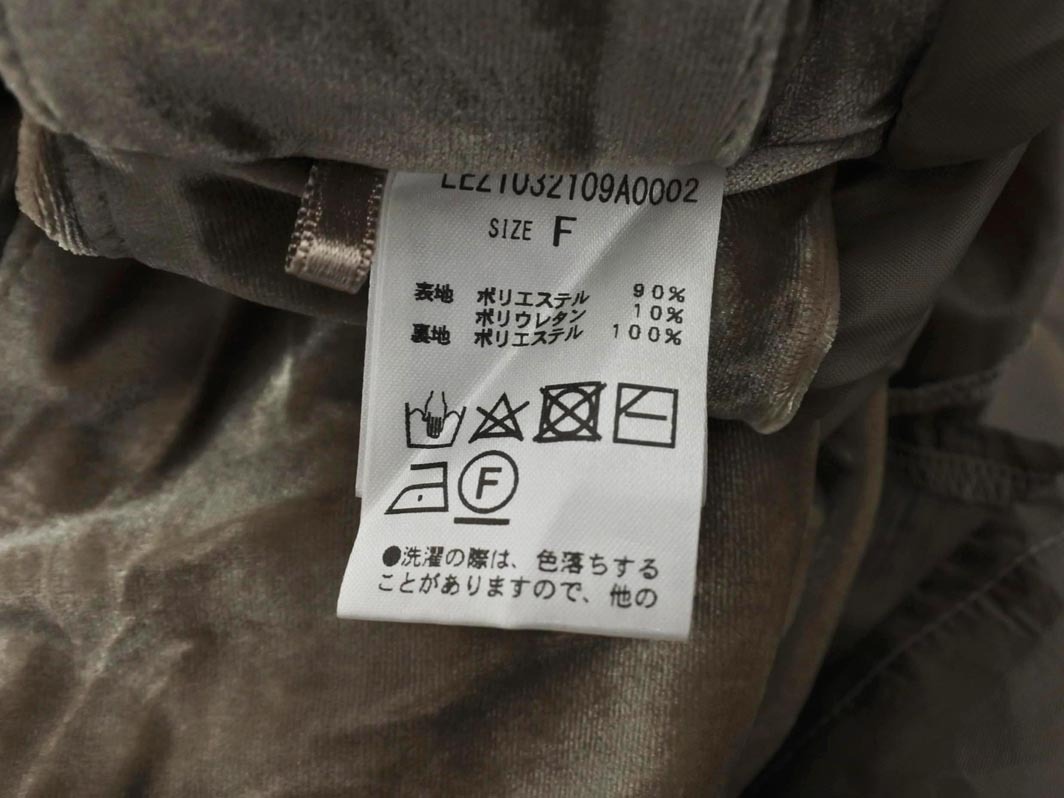 LEZ1032109A0002
SIZE F
表地 ポリエステル 90%
ポリウレタン 10%
裏地 ポリエステル 100%
F
●洗濯の際は、色落ちする
ことがありますので、他の